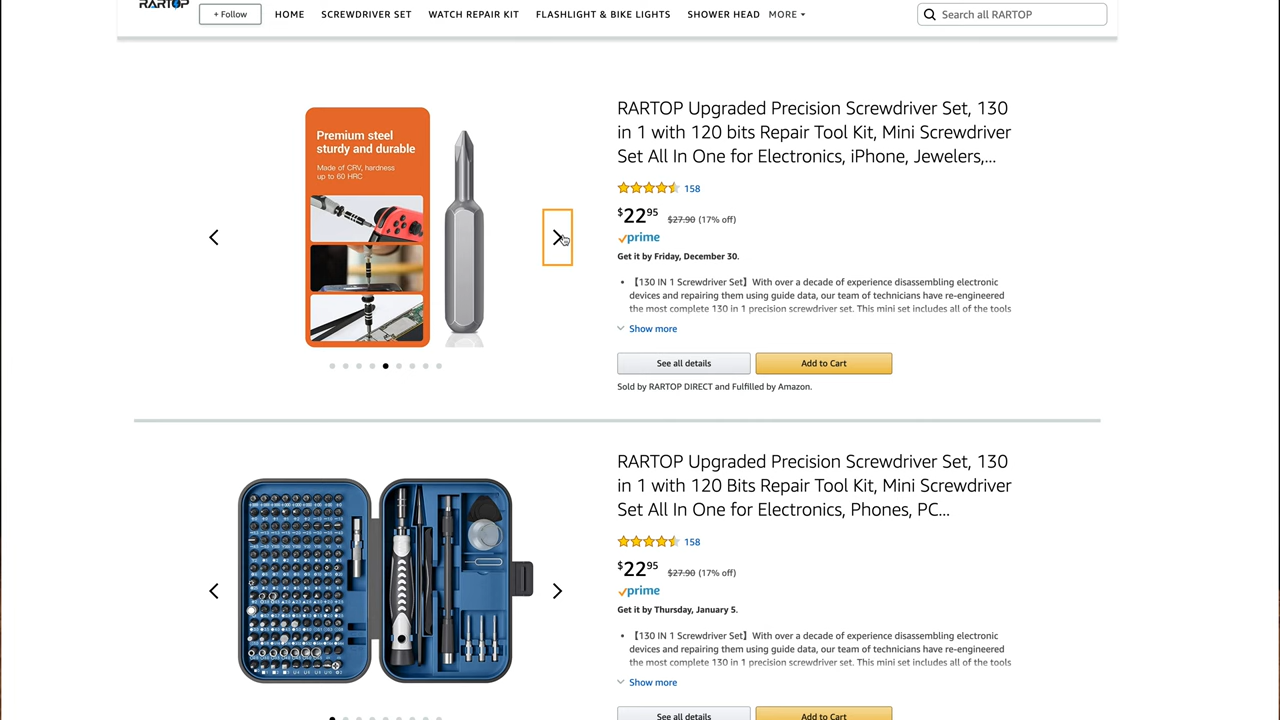 RARTOP
+ Follow
HOME
SCREWDRIVER SET
WATCH REPAIR KIT
FLASHLIGHT & BIKE LIGHTS
SHOWER HEAD
MORE
Search all RARTOP
Premium steel
sturdy and durable
Made of CRV, hardness
up to 60 HRC
RARTOP Upgraded Precision Screwdriver Set, 130
in 1 with 120 bits Repair Tool Kit, Mini Screwdriver
Set All In One for Electronics, iPhone, Jewelers,...
158
$22⁹⁵ $27.90 (17% off)
prime
Get it by Friday, December 30.
• 【130 IN 1 Screwdriver Set】With over a decade of experience disassembling electronic
devices and repairing them using guide data, our team of technicians have re-engineered
the most complete 130 in 1 precision screwdriver set. This mini set includes all of the tools
Show more
See all details
Add to Cart
Sold by RARTOP DIRECT and Fulfilled by Amazon.
RARTOP Upgraded Precision Screwdriver Set, 130
in 1 with 120 Bits Repair Tool Kit, Mini Screwdriver
Set All In One for Electronics, Phones, PC...
158
$22⁹⁵ $27.90 (17% off)
prime
Get it by Thursday, January 5.
• 【130 IN 1 Screwdriver Set】With over a decade of experience disassembling electronic
devices and repairing them using guide data, our team of technicians have re-engineered
the most complete 130 in 1 precision screwdriver set. This mini set includes all of the tools
Show more
See all details
Add to Cart